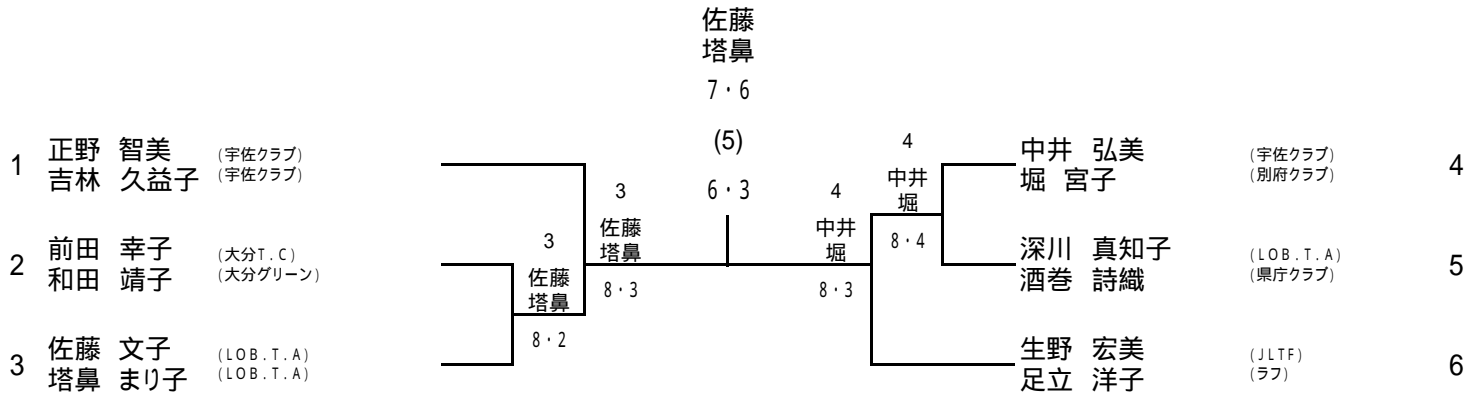 佐藤
塔鼻
7・6
(5)
6・3
1 正野 智美 (宇佐クラブ)
吉林 久益子 (宇佐クラブ)
2 前田 幸子 (大分T.C)
和田 靖子 (大分グリーン)
3 佐藤 文子 (LOB.T.A)
塔鼻 まり子 (LOB.T.A)
3
佐藤
塔鼻
8・2
3
佐藤
塔鼻
8・3
4
中井
堀
8・3
4
中井
堀
8・4
中井 弘美 (宇佐クラブ) 4
堀 宮子 (別府クラブ)
深川 真知子 (LOB.T.A) 5
酒巻 詩織 (県庁クラブ)
生野 宏美 (JLTF) 6
足立 洋子 (ラフ)